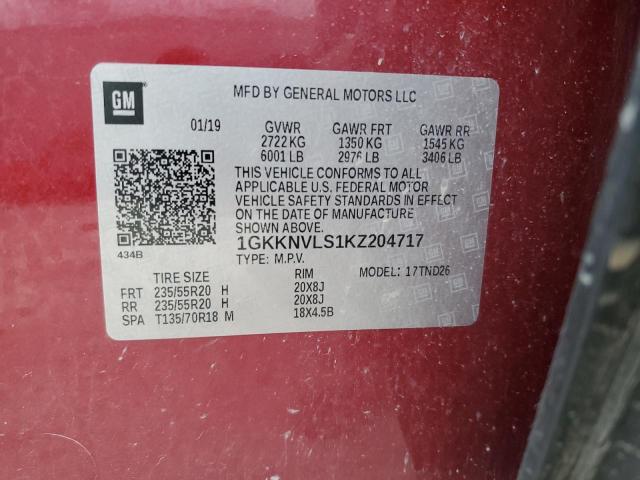 GM
MFD BY GENERAL MOTORS LLC
01/19 GVWR GAWR FRT GAWR RR
2722 KG 1350 KG 1545 KG
6001 LB 2976 LB 3406 LB
THIS VEHICLE CONFORMS TO ALL
APPLICABLE U.S. FEDERAL MOTOR
VEHICLE SAFETY STANDARDS IN EFFECT
ON THE DATE OF MANUFACTURE
SHOWN ABOVE.
1GKKNVLS1KZ204717
434B
TYPE: M.P.V. MODEL: 17TND26
TIRE SIZE RIM
FRT 235/55R20 H 20X8J
RR 235/55R20 H 20X8J
SPA T135/70R18 M 18X4.5B